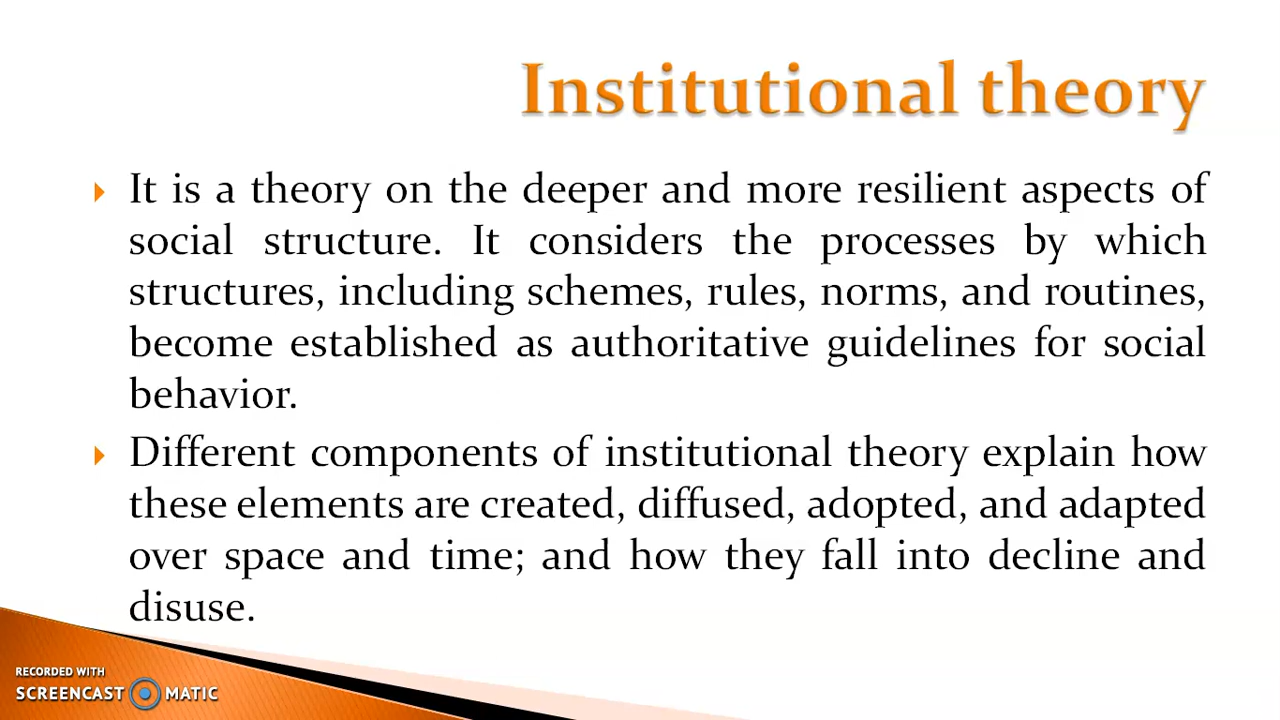 Institutional theory
It is a theory on the deeper and more resilient aspects of
social structure. It considers the processes by which
structures, including schemes, rules, norms, and routines,
become established as authoritative guidelines for social
behavior.
Different components of institutional theory explain how
these elements are created, diffused, adopted, and adapted
over space and time; and how they fall into decline and
disuse.
RECORDED WITH
SCREENCAST MATIC